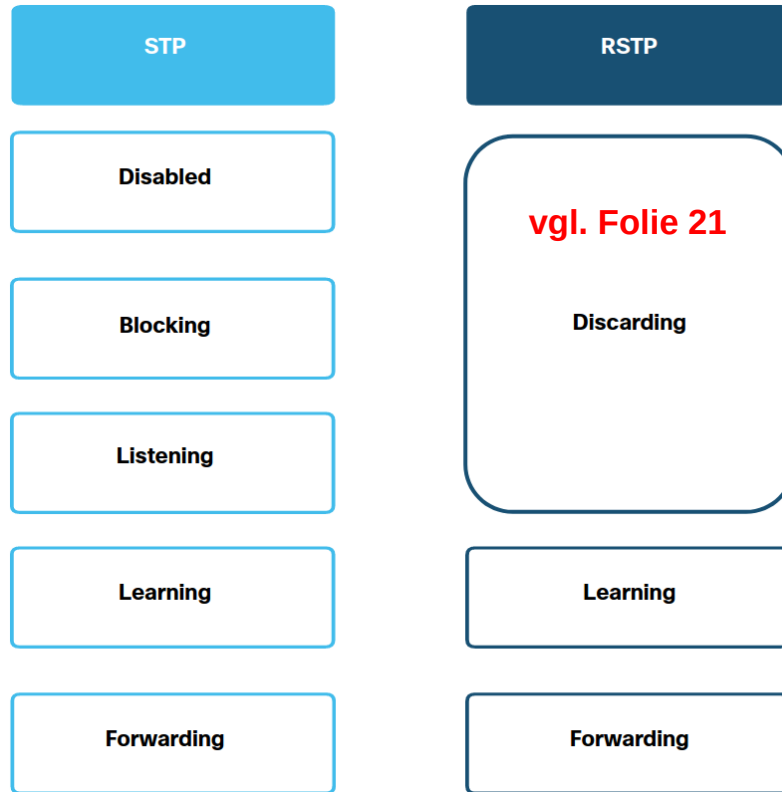 STP
RSTP
Disabled
vgl. Folie 21
Blocking
Discarding
Listening
Learning
Learning
Forwarding
Forwarding